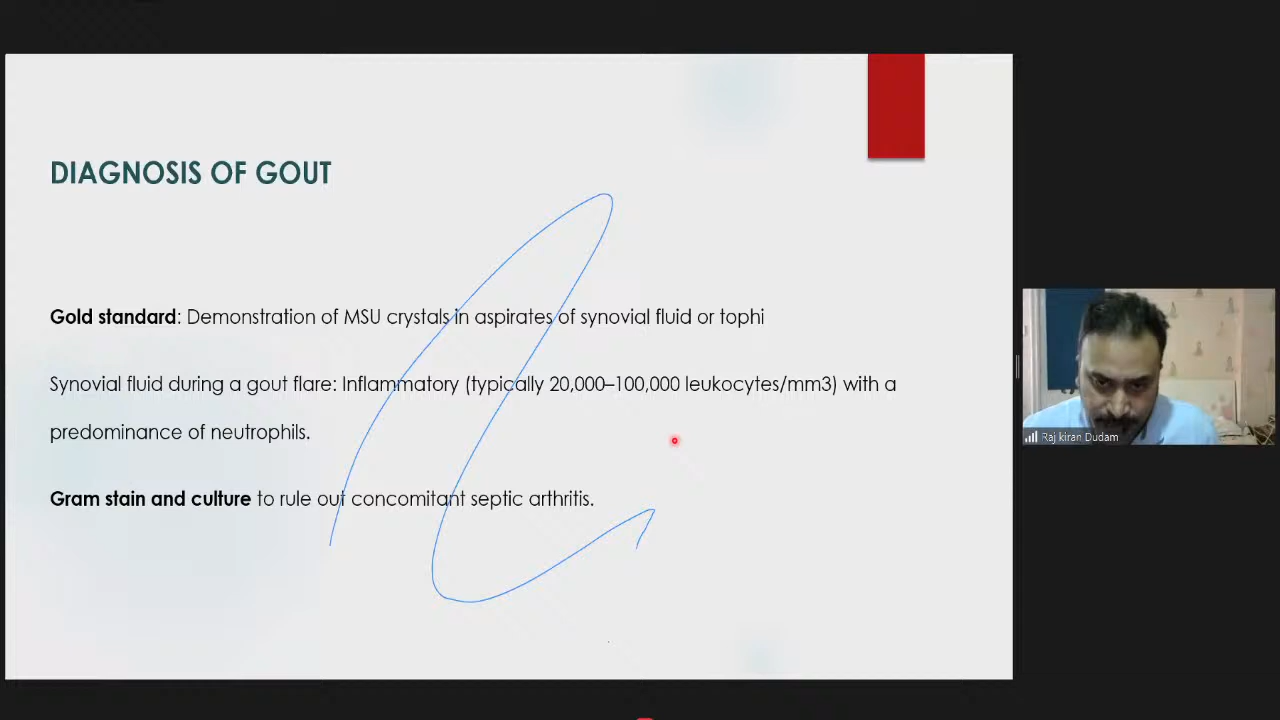 DIAGNOSIS OF GOUT
Gold standard: Demonstration of MSU crystals in aspirates of synovial fluid or tophi
Synovial fluid during a gout flare: Inflammatory (typically 20,000–100,000 leukocytes/mm3) with a
predominance of neutrophils.
Gram stain and culture to rule out concomitant septic arthritis.
Raj kiran Dudam